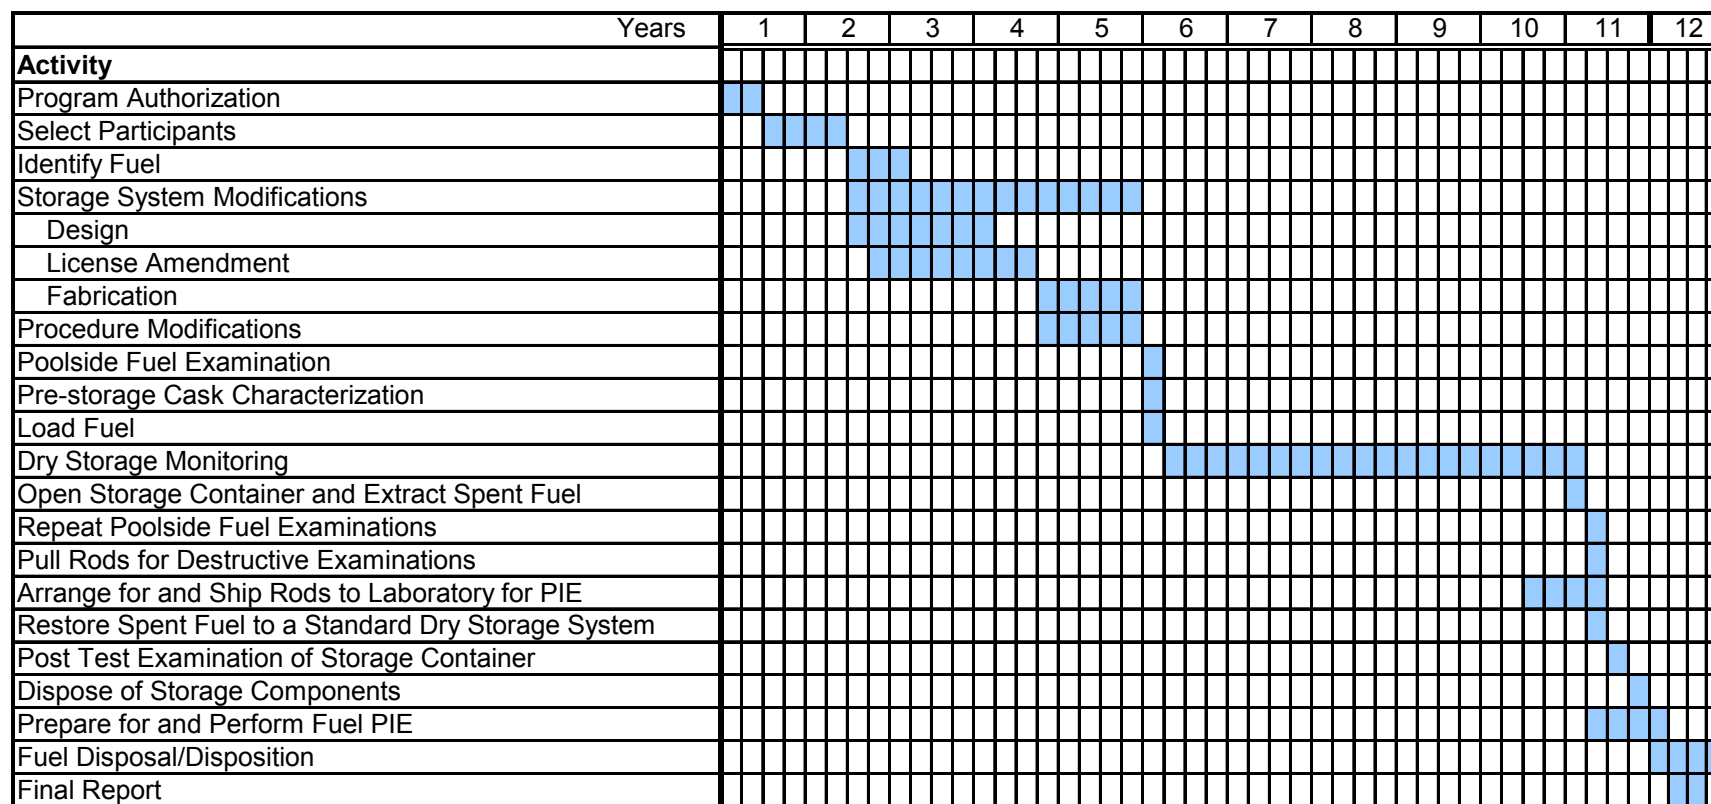 Years 1 2 3 4 5 6 7 8 9 10 11 12
Activity
Program Authorization
Select Participants
Identify Fuel
Storage System Modifications
Design
License Amendment
Fabrication
Procedure Modifications
Poolside Fuel Examination
Pre-storage Cask Characterization
Load Fuel
Dry Storage Monitoring
Open Storage Container and Extract Spent Fuel
Repeat Poolside Fuel Examinations
Pull Rods for Destructive Examinations
Arrange for and Ship Rods to Laboratory for PIE
Restore Spent Fuel to a Standard Dry Storage System
Post Test Examination of Storage Container
Dispose of Storage Components
Prepare for and Perform Fuel PIE
Fuel Disposal/Disposition
Final Report